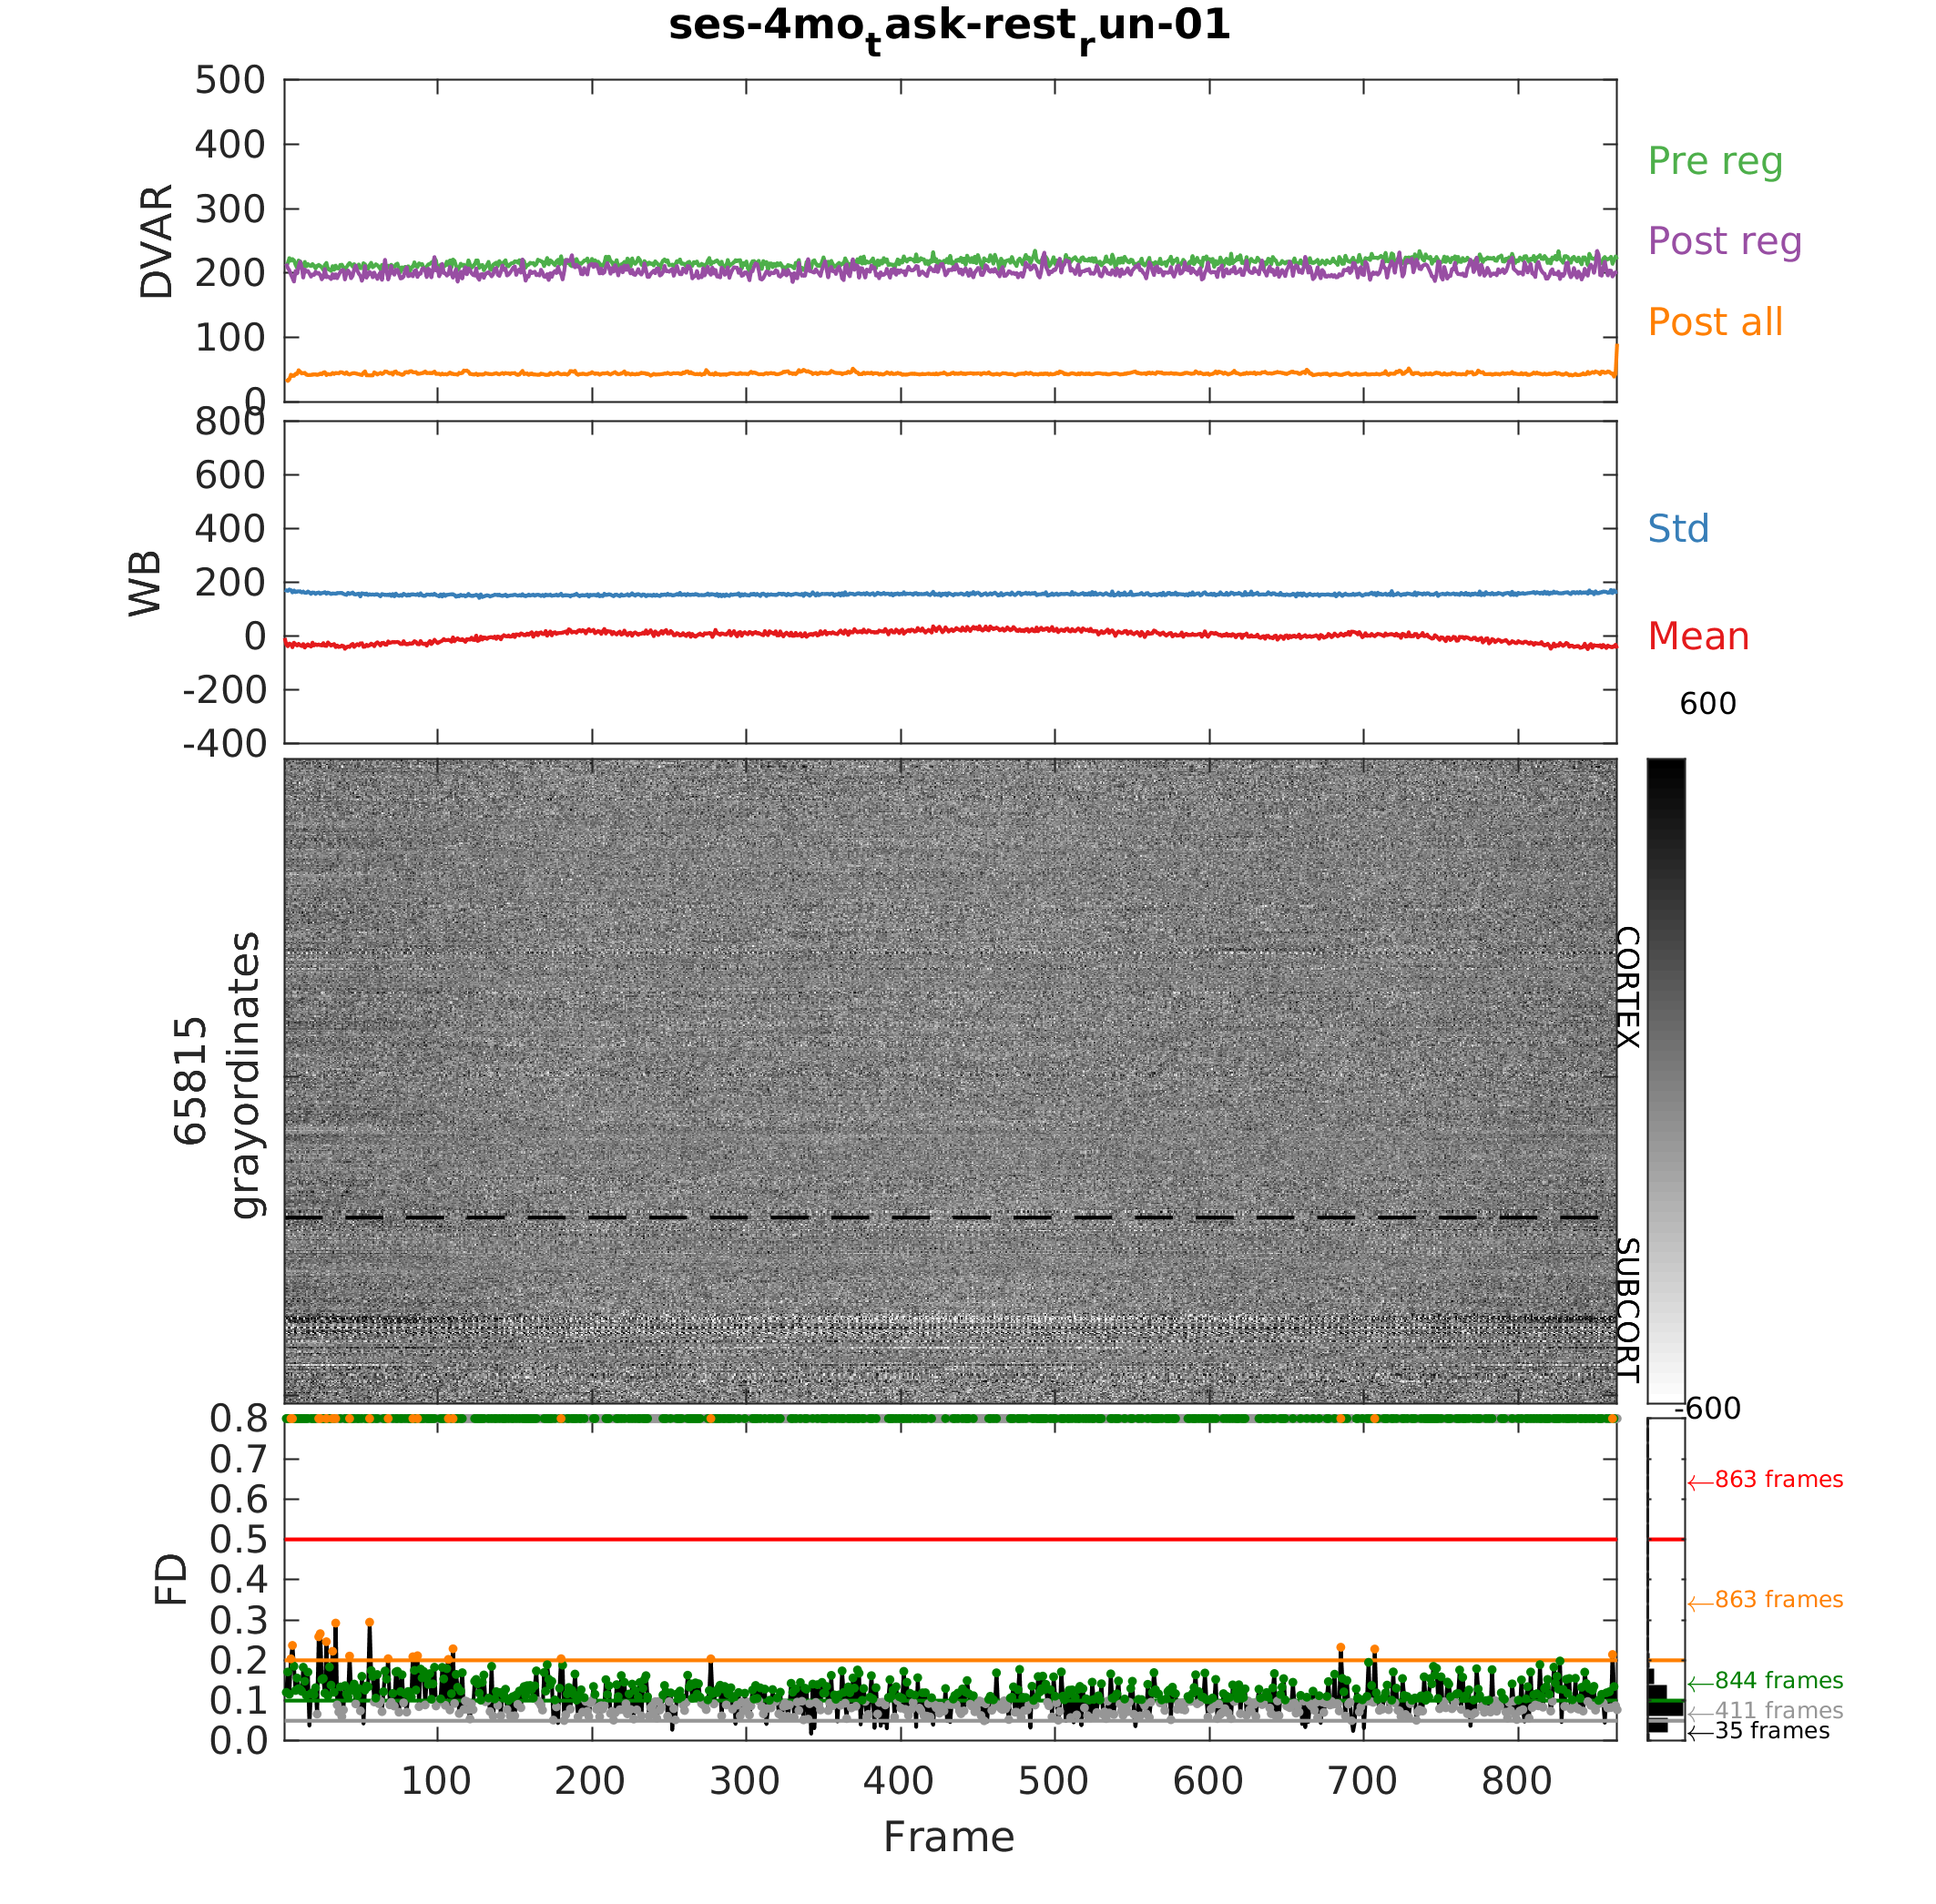 ses-4mo_task-rest_run-01
500
400
300
200
100
0
DVAR
Pre reg
Post reg
Post all
800
600
400
200
0
-200
-400
WB
Std
Mean
600
65815
grayordinates
CORTEX
SUBCORT
-600
0.8
0.7
0.6
0.5
0.4
0.3
0.2
0.1
0.0
FD
←863 frames
←863 frames
←844 frames
←411 frames
←35 frames
100 200 300 400 500 600 700 800
Frame